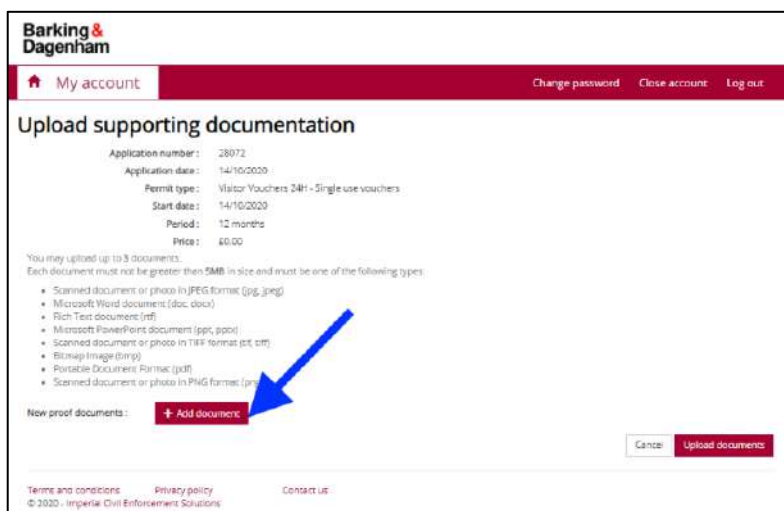 Barking &
Dagenham
My account Change password Close account Log out
Upload supporting documentation
Application number : 28072
Application date : 14/10/2020
Permit type : Visitor Vouchers 24H - Single use vouchers
Start date : 14/10/2020
Period : 12 months
Price : £0.00
You may upload up to 3 documents.
Each document must not be greater then 5MB in size and must be one of the following types:
Scanned document or photo in JPEG format (jpg, jpeg)
Microsoft Word document (doc, docx)
Rich Text document (rtf)
Microsoft PowerPoint document (ppt, pptx)
Scanned document or photo in TIFF format (tif, tiff)
Bitmap Image (bmp)
Portable Document Format (pdf)
Scanned document or photo in PNG format
New proof documents : + Add document
Cancel Upload documents
Terms and conditions Privacy policy Contact us
© 2020 - Imperial Civil Enforcement Solutions